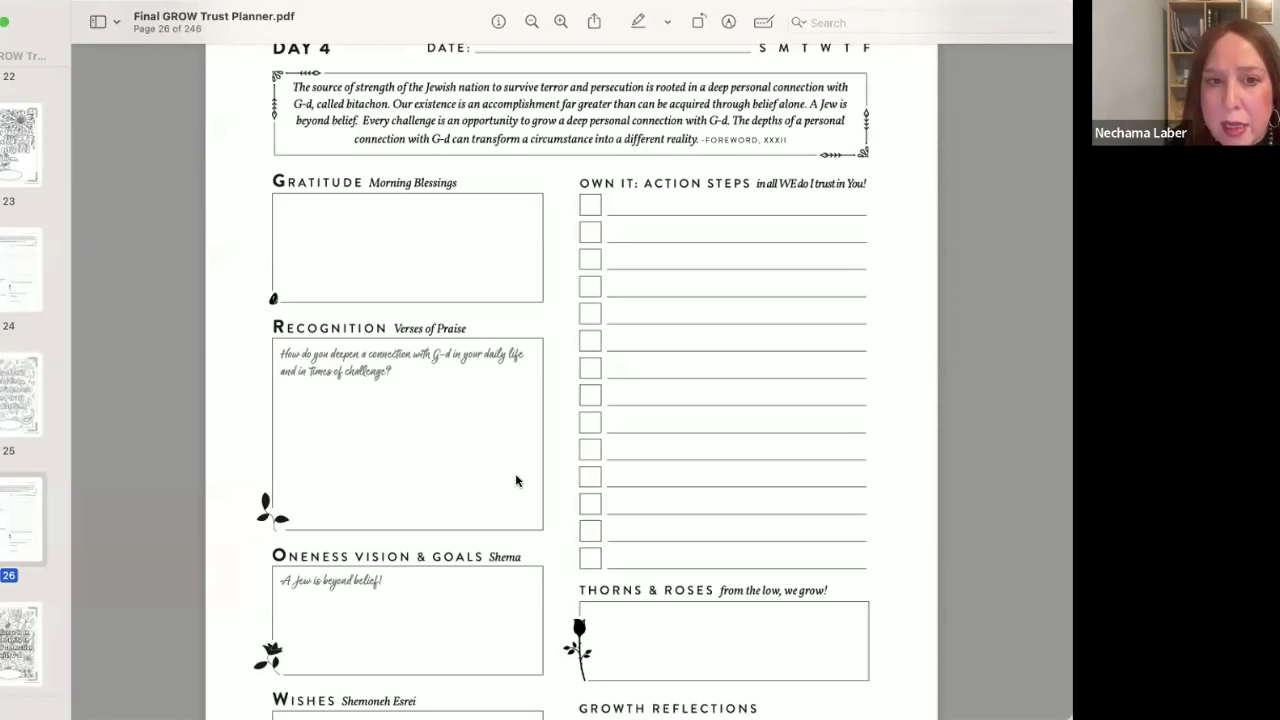 Final GROW Trust Planner.pdf
Page 26 of 246
Search
OW Tr...
22
23
24
25
26
DAY 4 DATE: S M T W T F
The source of strength of the Jewish nation to survive terror and persecution is rooted in a deep personal connection with
G-d, called bitachon. Our existence is an accomplishment far greater than can be acquired through belief alone. A Jew is
beyond belief. Every challenge is an opportunity to grow a deep personal connection with G-d. The depths of a personal
connection with G-d can transform a circumstance into a different reality. -FOREWORD, XXXII
GRATITUDE Morning Blessings
RECOGNITION Verses of Praise
How do you deepen a connection with G-d in your daily life
and in times of challenge?
ONENESS VISION & GOALS Shema
A Jew is beyond belief!
WISHES Shemoneh Esrei
OWN IT: ACTION STEPS in all WE do I trust in You!
THORNS & ROSES from the low, we grow!
GROWTH REFLECTIONS
Nechama Laber